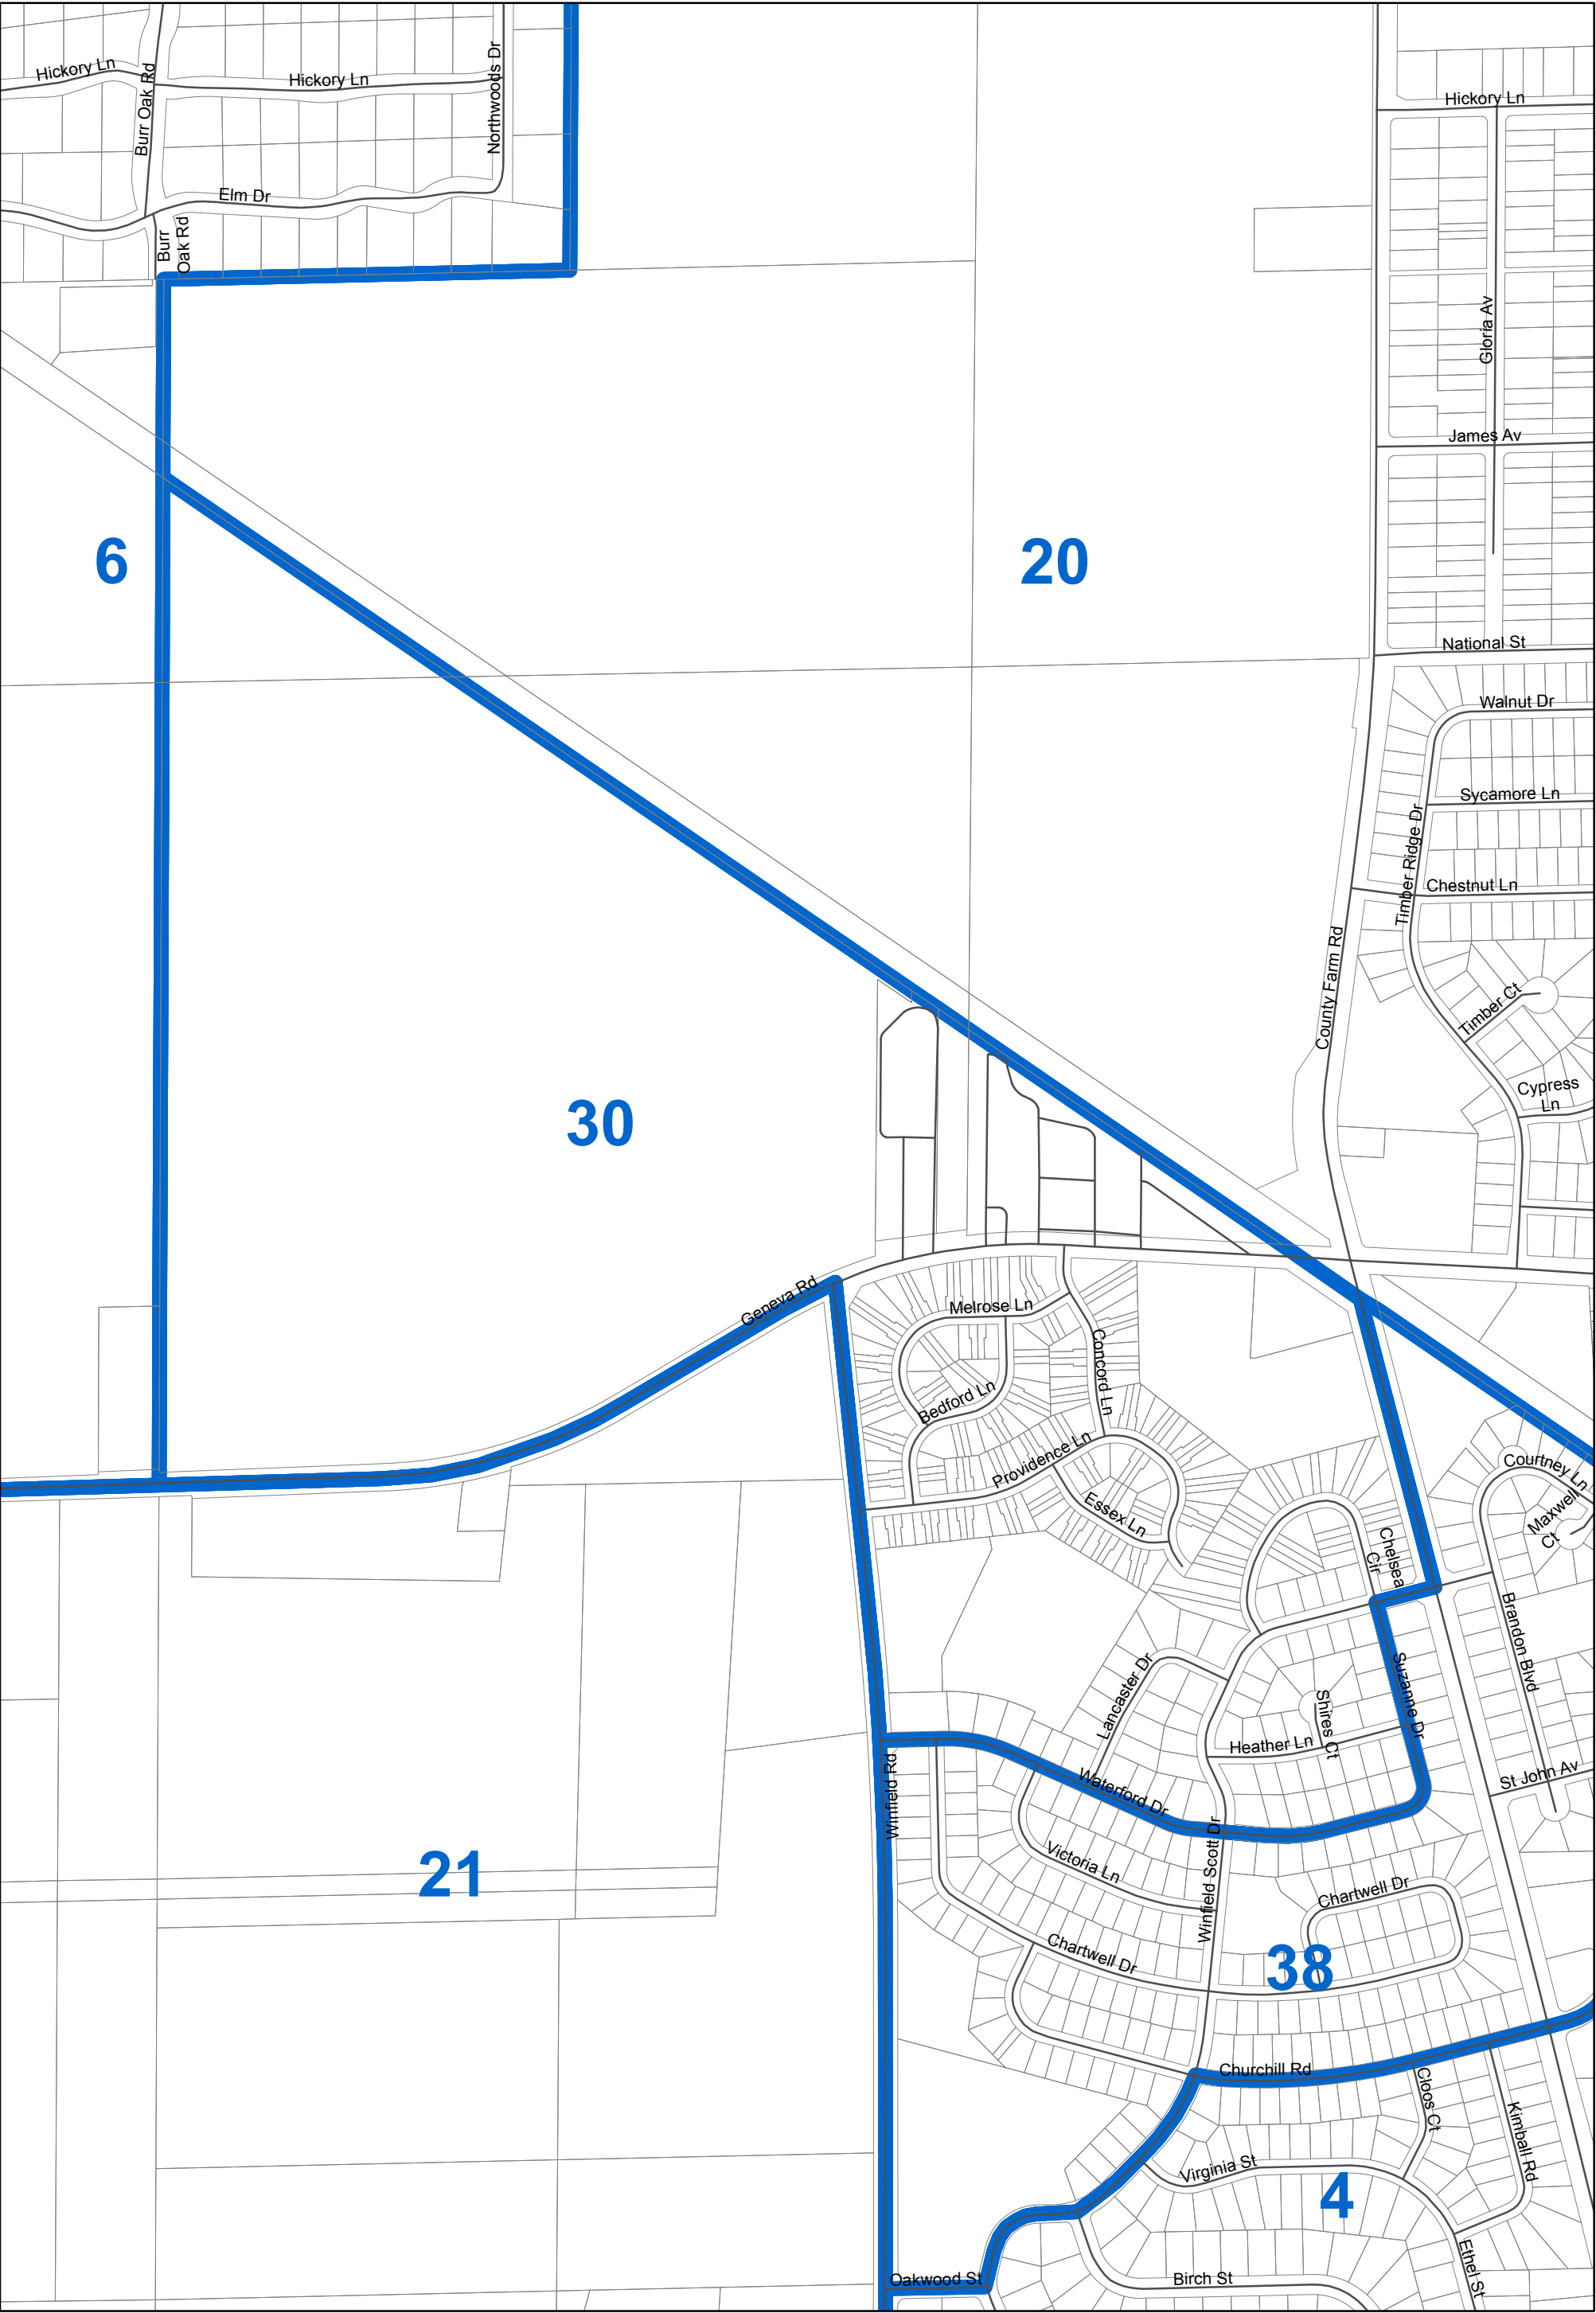 Hickory Ln
Burr Oak Rd
Hickory Ln
Northwoods Dr
Hickory Ln
Elm Dr
Burr
Oak Rd
Gloria Av
James Av
6
20
National St
Walnut Dr
Sycamore Ln
Timber Ridge Dr
Chestnut Ln
County Farm Rd
Timber Ct
Cypress
Ln
30
Geneva Rd
Melrose Ln
Concord Ln
Bedford Ln
Providence Ln
Essex Ln
Courtney Ln
Maxwell
Ct
Chelsea
Cir
Brandon Blvd
Suzanne Dr
Lancaster Dr
Shires Ct
Heather Ln
Waterford Dr
St John Av
Winfield Rd
Winfield Scott Dr
Victoria Ln
21
Chartwell Dr
Chartwell Dr
38
Churchill Rd
Cloos Ct
Kimball Rd
Virginia St
4
Ethel St
Oakwood St
Birch St